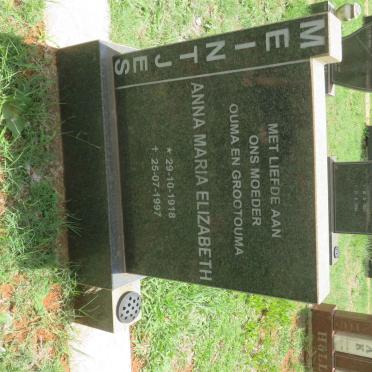 MEINTJES
MET LIEFDE AAN
ONS MOEDER
OUMA EN GROOTOUMA
ANNA MARIA ELIZABETH
★ 29-10-1918
† 25-07-1997